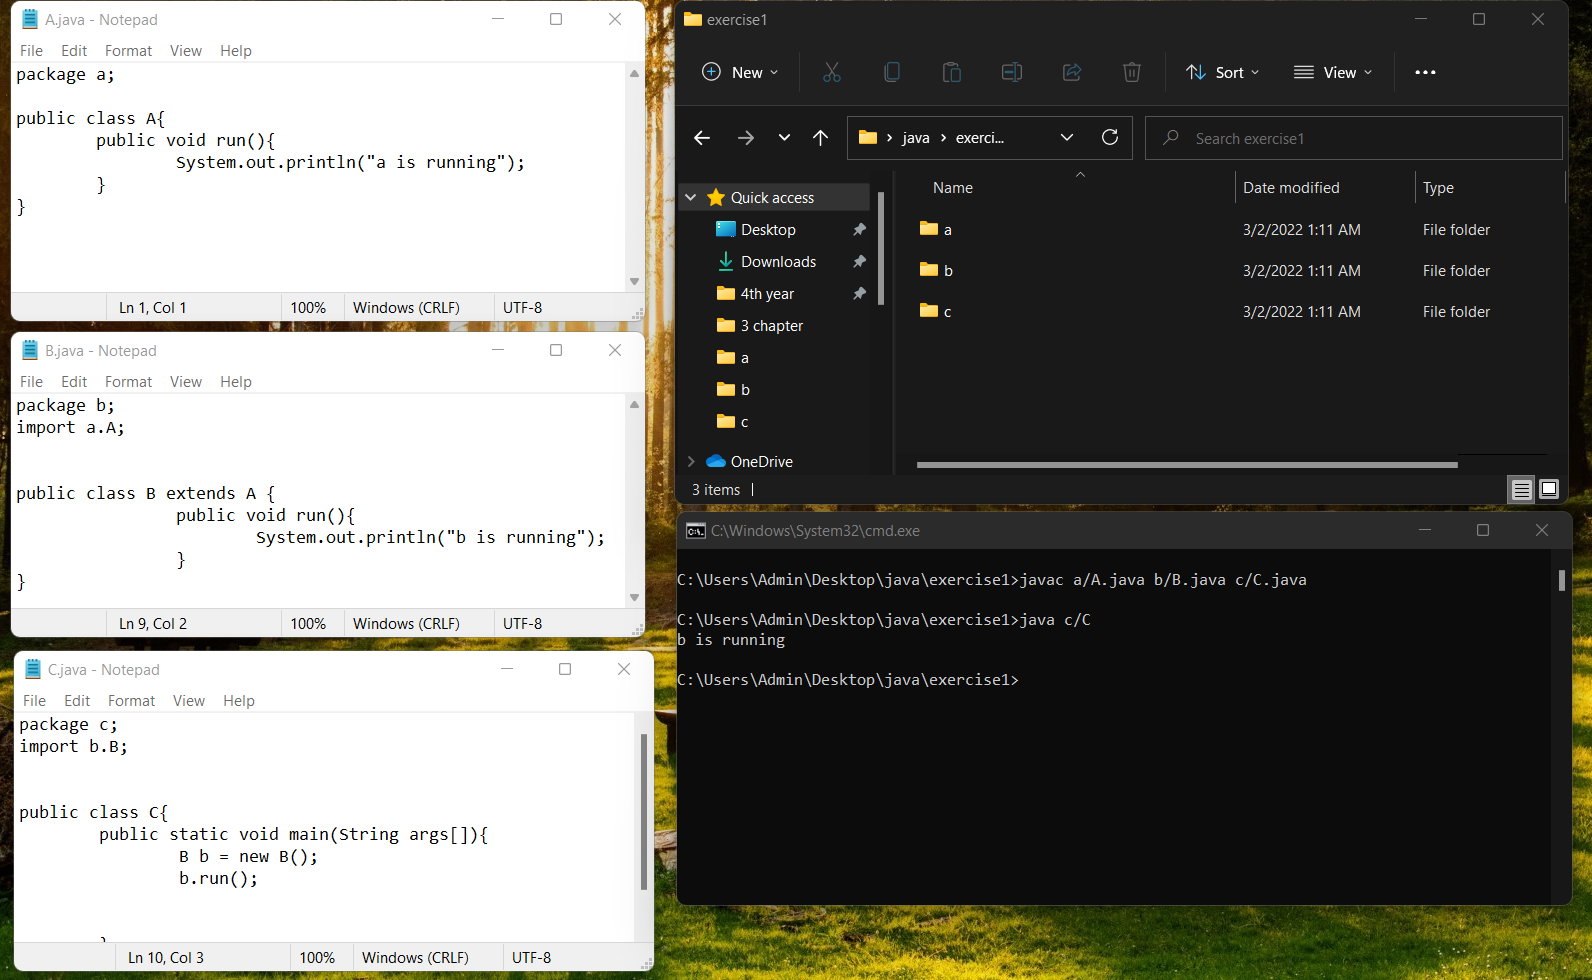 A.java - Notepad
File Edit Format View Help
package a;
public class A{
public void run(){
System.out.println("a is running");
}
}
Ln 1, Col 1 100% Windows (CRLF) UTF-8
B.java - Notepad
File Edit Format View Help
package b;
import a.A;
public class B extends A {
public void run(){
System.out.println("b is running");
}
}
Ln 9, Col 2 100% Windows (CRLF) UTF-8
C.java - Notepad
File Edit Format View Help
package c;
import b.B;
public class C{
public static void main(String args[]){
B b = new B();
b.run();
}
Ln 10, Col 3 100% Windows (CRLF) UTF-8
exercise1
New Sort View
java exerci...
Search exercise1
Quick access
Desktop
Downloads
4th year
3 chapter
a
b
c
OneDrive
Name Date modified Type
a 3/2/2022 1:11 AM File folder
b 3/2/2022 1:11 AM File folder
c 3/2/2022 1:11 AM File folder
3 items
C:\Windows\System32\cmd.exe
C:\Users\Admin\Desktop\java\exercise1>javac a/A.java b/B.java c/C.java
C:\Users\Admin\Desktop\java\exercise1>java c/C
b is running
C:\Users\Admin\Desktop\java\exercise1>